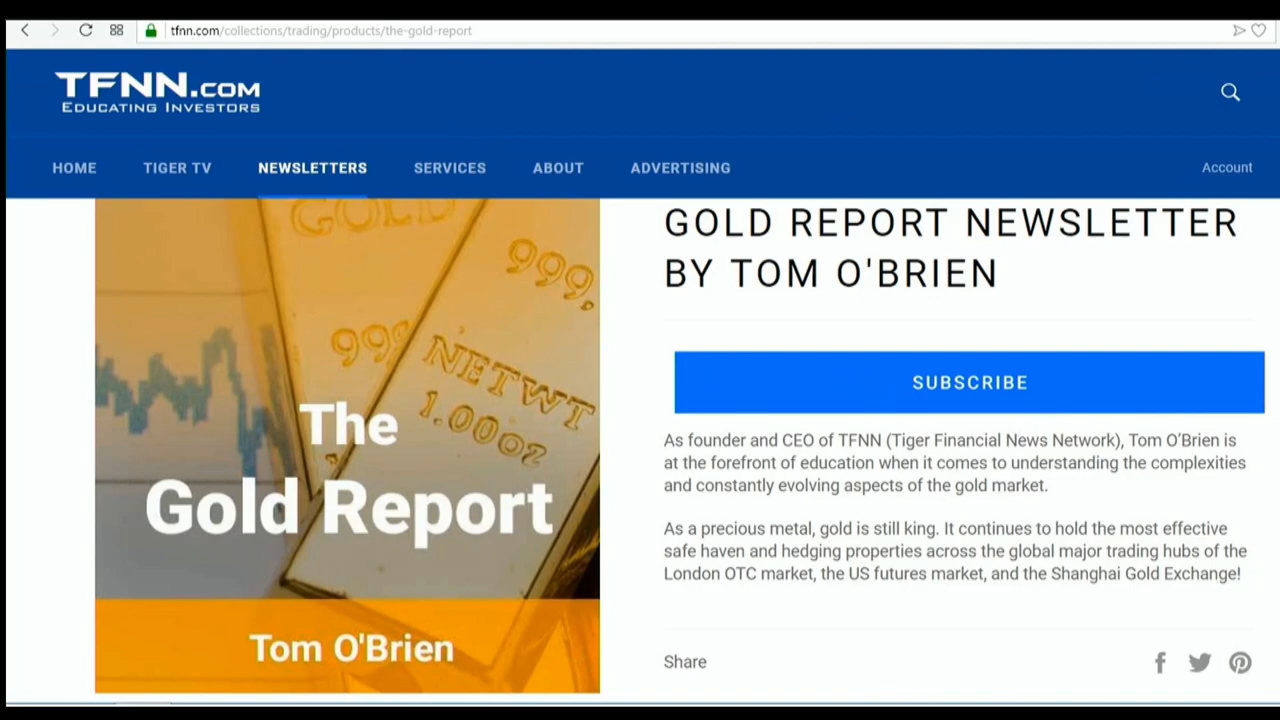 tfnn.com/collections/trading/products/the-gold-report
TFNN.COM
EDUCATING INVESTORS
HOME TIGER TV NEWSLETTERS SERVICES ABOUT ADVERTISING Account
GOLD
999,
999
NETWT
1.00oz
The
Gold Report
Tom O'Brien
GOLD REPORT NEWSLETTER
BY TOM O'BRIEN
SUBSCRIBE
As founder and CEO of TFNN (Tiger Financial News Network), Tom O'Brien is
at the forefront of education when it comes to understanding the complexities
and constantly evolving aspects of the gold market.
As a precious metal, gold is still king. It continues to hold the most effective
safe haven and hedging properties across the global major trading hubs of the
London OTC market, the US futures market, and the Shanghai Gold Exchange!
Share